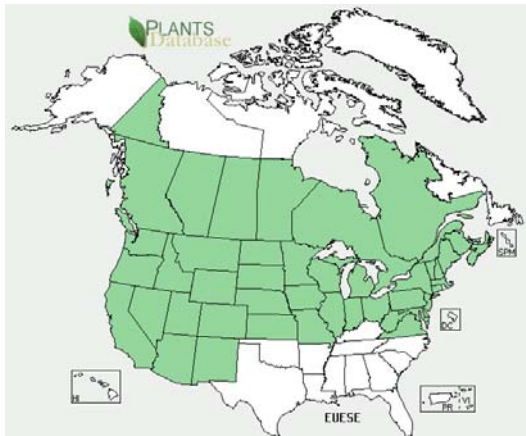 PLANTS
Database
SPM
DC
HI
PR VI
EUESE